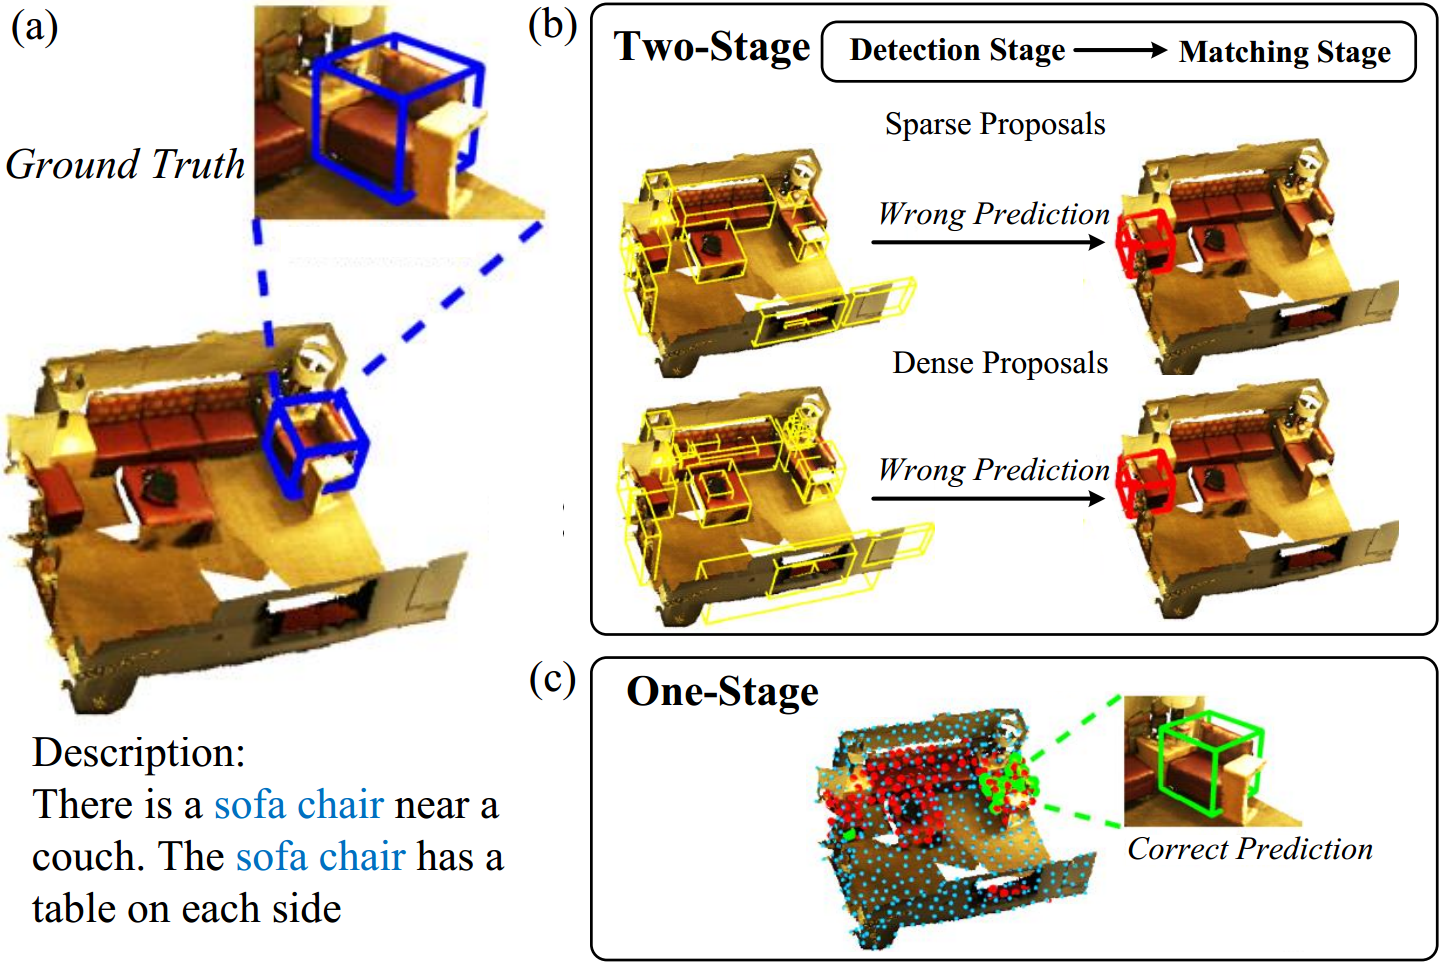 (a)
Ground Truth
Description:
There is a sofa chair near a
couch. The sofa chair has a
table on each side
(b)
Two-Stage
Detection Stage
Matching Stage
Sparse Proposals
Wrong Prediction
Dense Proposals
Wrong Prediction
(c)
One-Stage
Correct Prediction